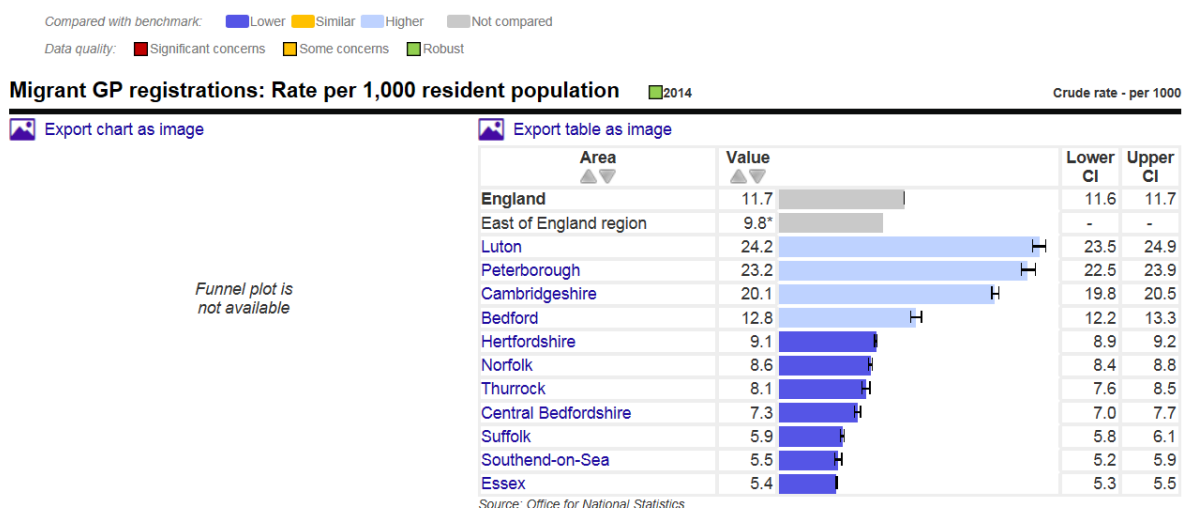 Compared with benchmark: Lower Similar Higher Not compared
Data quality: Significant concerns Some concerns Robust
Migrant GP registrations: Rate per 1,000 resident population 2014 Crude rate - per 1000
Export chart as image Export table as image
Funnel plot is
not available
Area Value Lower CI Upper CI
England 11.7 11.6 11.7
East of England region 9.8* - -
Luton 24.2 23.5 24.9
Peterborough 23.2 22.5 23.9
Cambridgeshire 20.1 19.8 20.5
Bedford 12.8 12.2 13.3
Hertfordshire 9.1 8.9 9.2
Norfolk 8.6 8.4 8.8
Thurrock 8.1 7.6 8.5
Central Bedfordshire 7.3 7.0 7.7
Suffolk 5.9 5.8 6.1
Southend-on-Sea 5.5 5.2 5.9
Essex 5.4 5.3 5.5
Source: Office for National Statistics